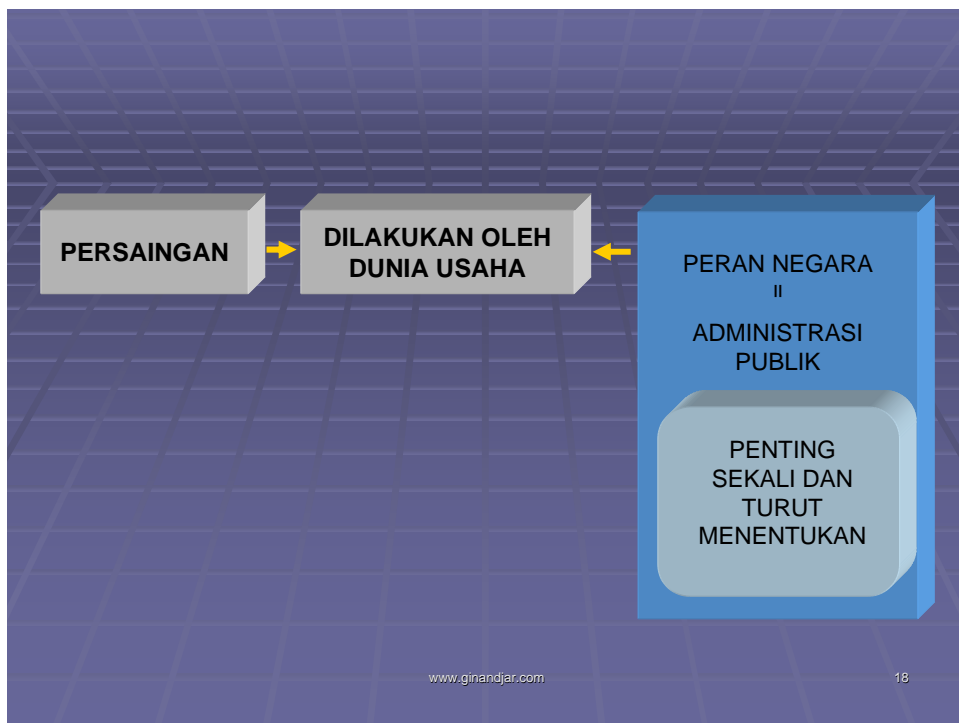 PERSAINGAN
DILAKUKAN OLEH
DUNIA USAHA
PERAN NEGARA
=
ADMINISTRASI
PUBLIK
PENTING
SEKALI DAN
TURUT
MENENTUKAN
www.ginandjar.com
18